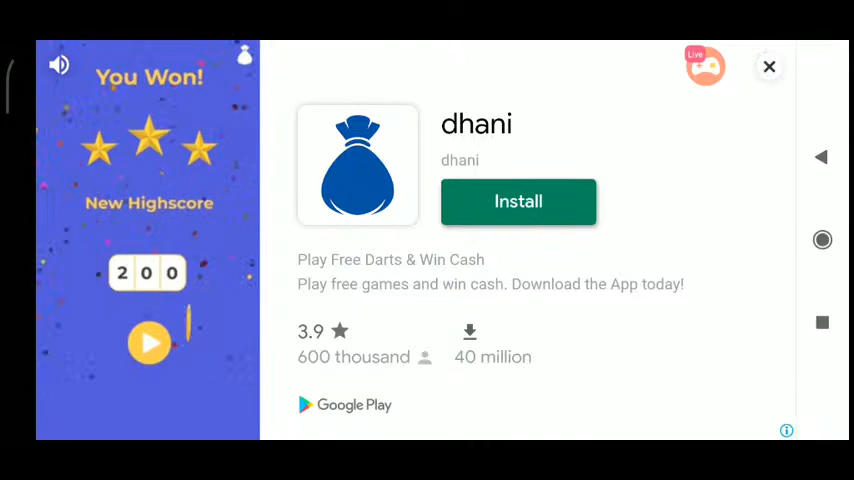 You Won!
New Highscore
200
Live
dhani
dhani
Install
Play Free Darts & Win Cash
Play free games and win cash. Download the App today!
3.9
600 thousand
40 million
Google Play